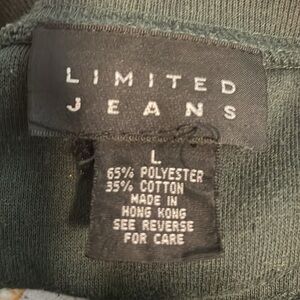 LIMITED
JEANS
L
65% POLYESTER
35% COTTON
MADE IN
HONG KONG
SEE REVERSE
FOR CARE